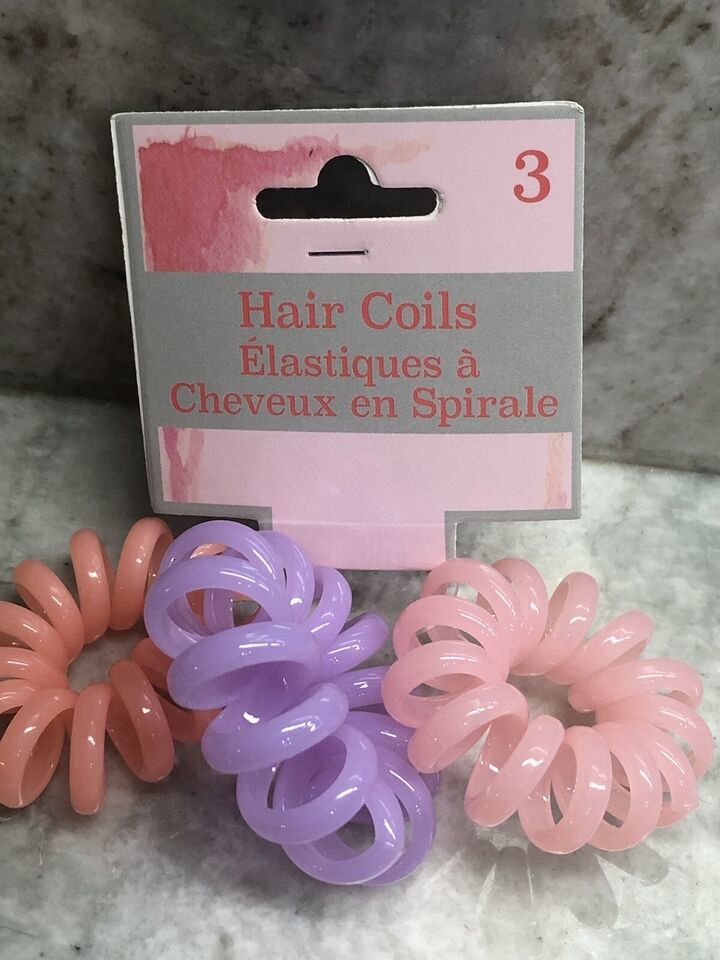 3
Hair Coils
Élastiques à
Cheveux en Spirale